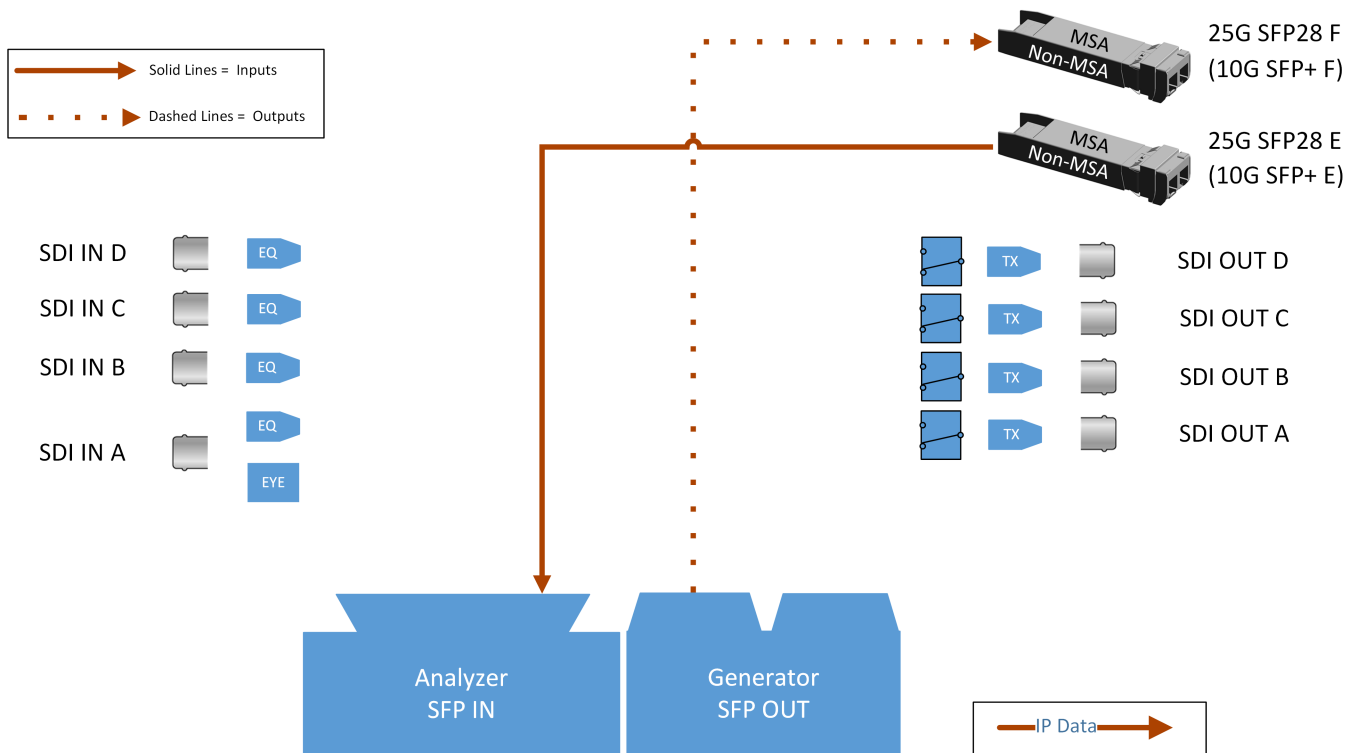 Solid Lines = Inputs
Dashed Lines = Outputs
MSA
Non-MSA
25G SFP28 F
(10G SFP+ F)
MSA
Non-MSA
25G SFP28 E
(10G SFP+ E)
SDI IN D
EQ
SDI IN C
EQ
SDI IN B
EQ
SDI IN A
EQ
EYE
TX
SDI OUT D
TX
SDI OUT C
TX
SDI OUT B
TX
SDI OUT A
Analyzer
SFP IN
Generator
SFP OUT
IP Data